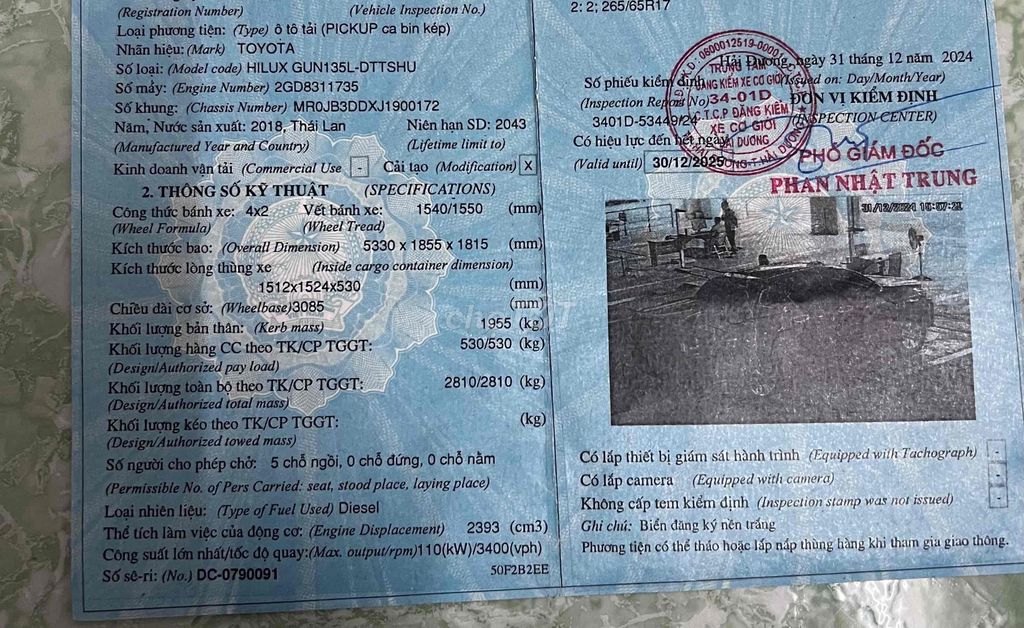 (Registration Number) (Vehicle Inspection No.)
Loại phương tiện: (Type) ô tô tải (PICKUP ca bin kép)
Nhãn hiệu: (Mark) TOYOTA
Số loại: (Model code) HILUX GUN135L-DTTSHU
Số máy: (Engine Number) 2GD8311735
Số khung: (Chassis Number) MR0JB3DDXJ1900172
Năm, Nước sản xuất: 2018, Thái Lan Niên hạn SD: 2043
(Manufactured Year and Country) (Lifetime limit to)
Kinh doanh vận tải (Commercial Use - Cải tạo (Modification) X
2. THÔNG SỐ KỸ THUẬT (SPECIFICATIONS)
Công thức bánh xe: 4x2 Vết bánh xe: 1540/1550 (mm)
(Wheel Formula) (Wheel Tread)
Kích thước bao: (Overall Dimension) 5330 x 1855 x 1815 (mm)
Kích thước lòng thùng xe (Inside cargo container dimension)
1512x1524x530 (mm)
Chiều dài cơ sở: (Wheelbase)3085 (mm)
Khối lượng bản thân: (Kerb mass) 1955 (kg)
Khối lượng hàng CC theo TK/CP TGGT: 530/530 (kg)
(Design/Authorized pay load)
Khối lượng toàn bộ theo TK/CP TGGT: 2810/2810 (kg)
(Design/Authorized total mass)
Khối lượng kéo theo TK/CP TGGT: (kg)
(Design/Authorized towed mass)
Số người cho phép chở: 5 chỗ ngồi, 0 chỗ đứng, 0 chỗ nằm
(Permissible No. of Pers Carried: seat, stood place, laying place)
Loại nhiên liệu: (Type of Fuel Used) Diesel
Thể tích làm việc của động cơ: (Engine Displacement) 2393 (cm3)
Công suất lớn nhất/tốc độ quay:(Max. output/rpm)110(kW)/3400(vph)
Số sê-ri: (No.) DC-0790091 50F2B2EE
2: 2; 265/65R17
Hải Dương, ngày 31 tháng 12 năm 2024
Số phiếu kiểm định (Issued on: Day/Month/Year)
(Inspection Report No) ĐƠN VỊ KIỂM ĐỊNH
3401D-53449/24 (INSPECTION CENTER)
Có hiệu lực đến hết ngày
(Valid until) 30/12/2025
TRUNG TÂM
ĐĂNG KIỂM XE CƠ GIỚI
34-01D
C.T.C.P ĐĂNG KIỂM
XE CƠ GIỚI
HẢI DƯƠNG
PHÓ GIÁM ĐỐC
PHAN NHẬT TRUNG
31/12/2024
Có lắp thiết bị giám sát hành trình (Equipped with Tachograph) -
Có lắp camera (Equipped with camera) -
Không cấp tem kiểm định (Inspection stamp was not issued) -
Ghi chú: Biển đăng ký nền trắng
Phương tiện có thể tháo hoặc lắp nắp thùng hàng khi tham gia giao thông.